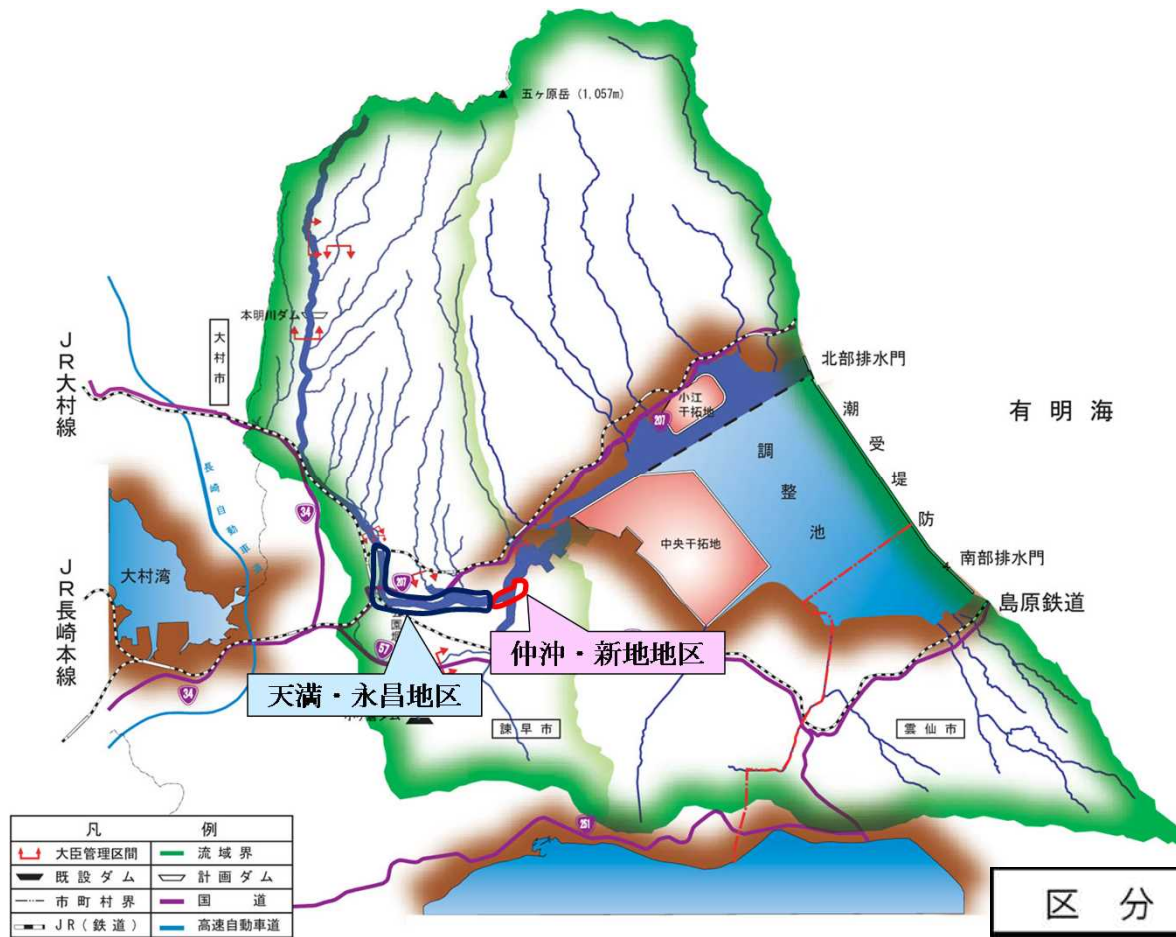 五ヶ原岳 (1,057m)
本明川ダム
大村市
JR大村線
北部排水門
小江
干拓地
207
有明海
潮受堤防
調整池
34
長崎自動車道
中央干拓地
南部排水門
大村湾
207
島原鉄道
JR長崎本線
仲沖・新地地区
57
天満・永昌地区
34
諫早市
雲仙市
251
凡例
大臣管理区間
流域界
既設ダム
計画ダム
市町村界
国道
JR(鉄道)
高速自動車道
区分